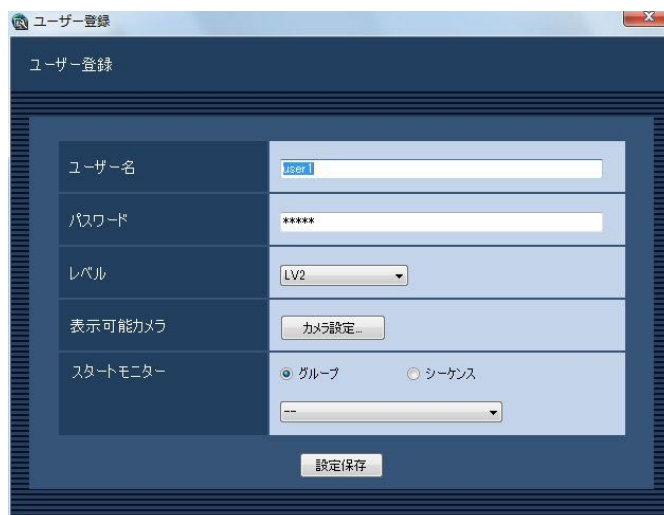 ユーザー登録
ユーザー登録
ユーザー名
user1
パスワード
*****
レベル
LV2
表示可能カメラ
カメラ設定...
スタートモニター
グループ
シーケンス
--
設定保存